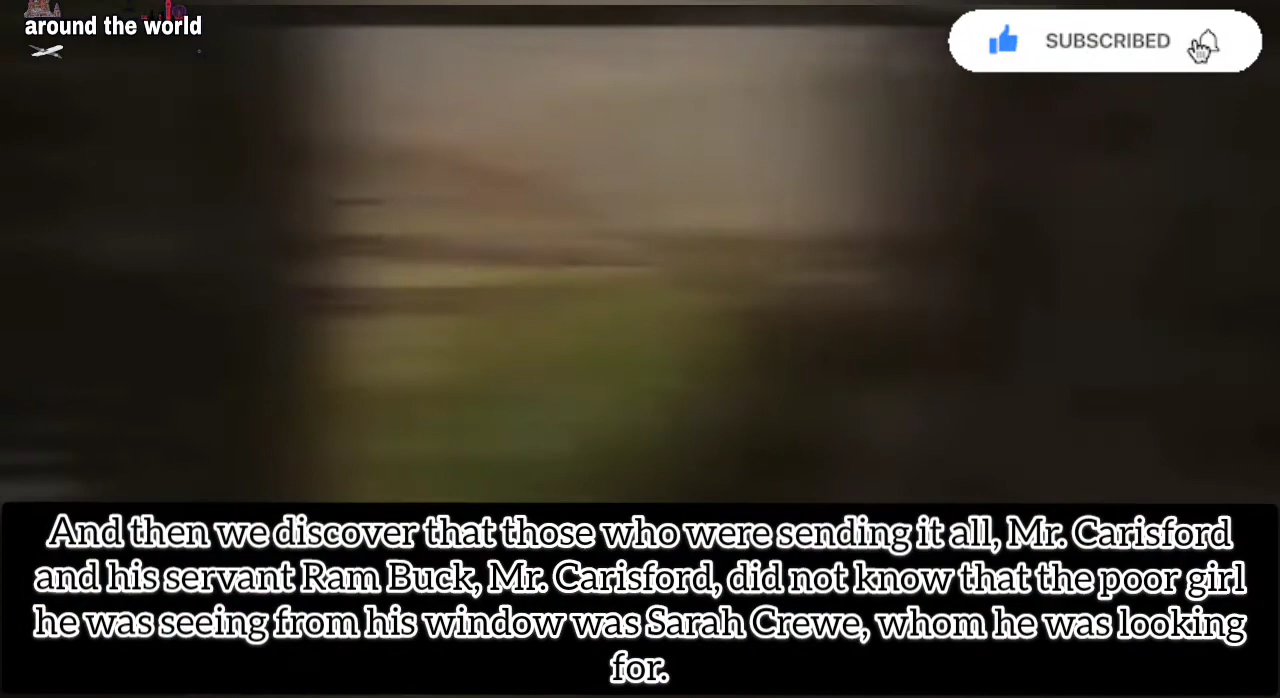 around the world
SUBSCRIBED
And then we discover that those who were sending it all, Mr. Carisford
and his servant Ram Buck, Mr. Carisford, did not know that the poor girl
he was seeing from his window was Sarah Crewe, whom he was looking
for.